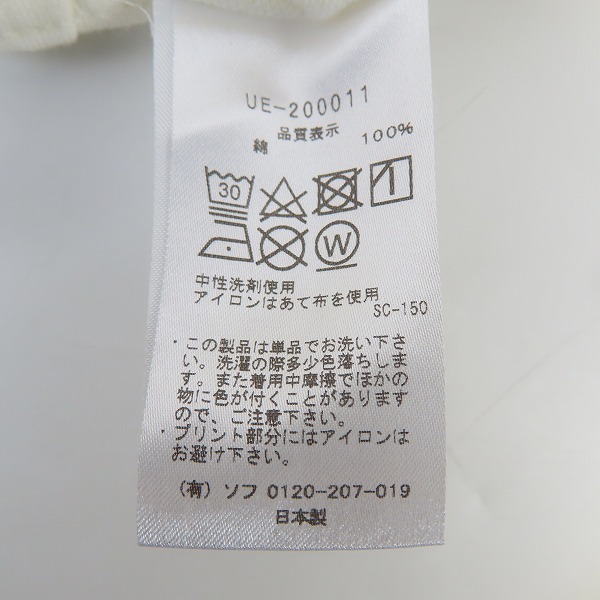 UE-200011
品質表示
綿 100%
30
W
中性洗剤使用
アイロンはあて布を使用
SC-150
・この製品は単品でお洗い下さ
い。洗濯の際多少色落ちしま
す。また着用中摩擦でほかの
物に色が付くことがあります
ので、ご注意下さい。
・プリント部分にはアイロンは
お避け下さい。
(有) ソフ 0120-207-019
日本製